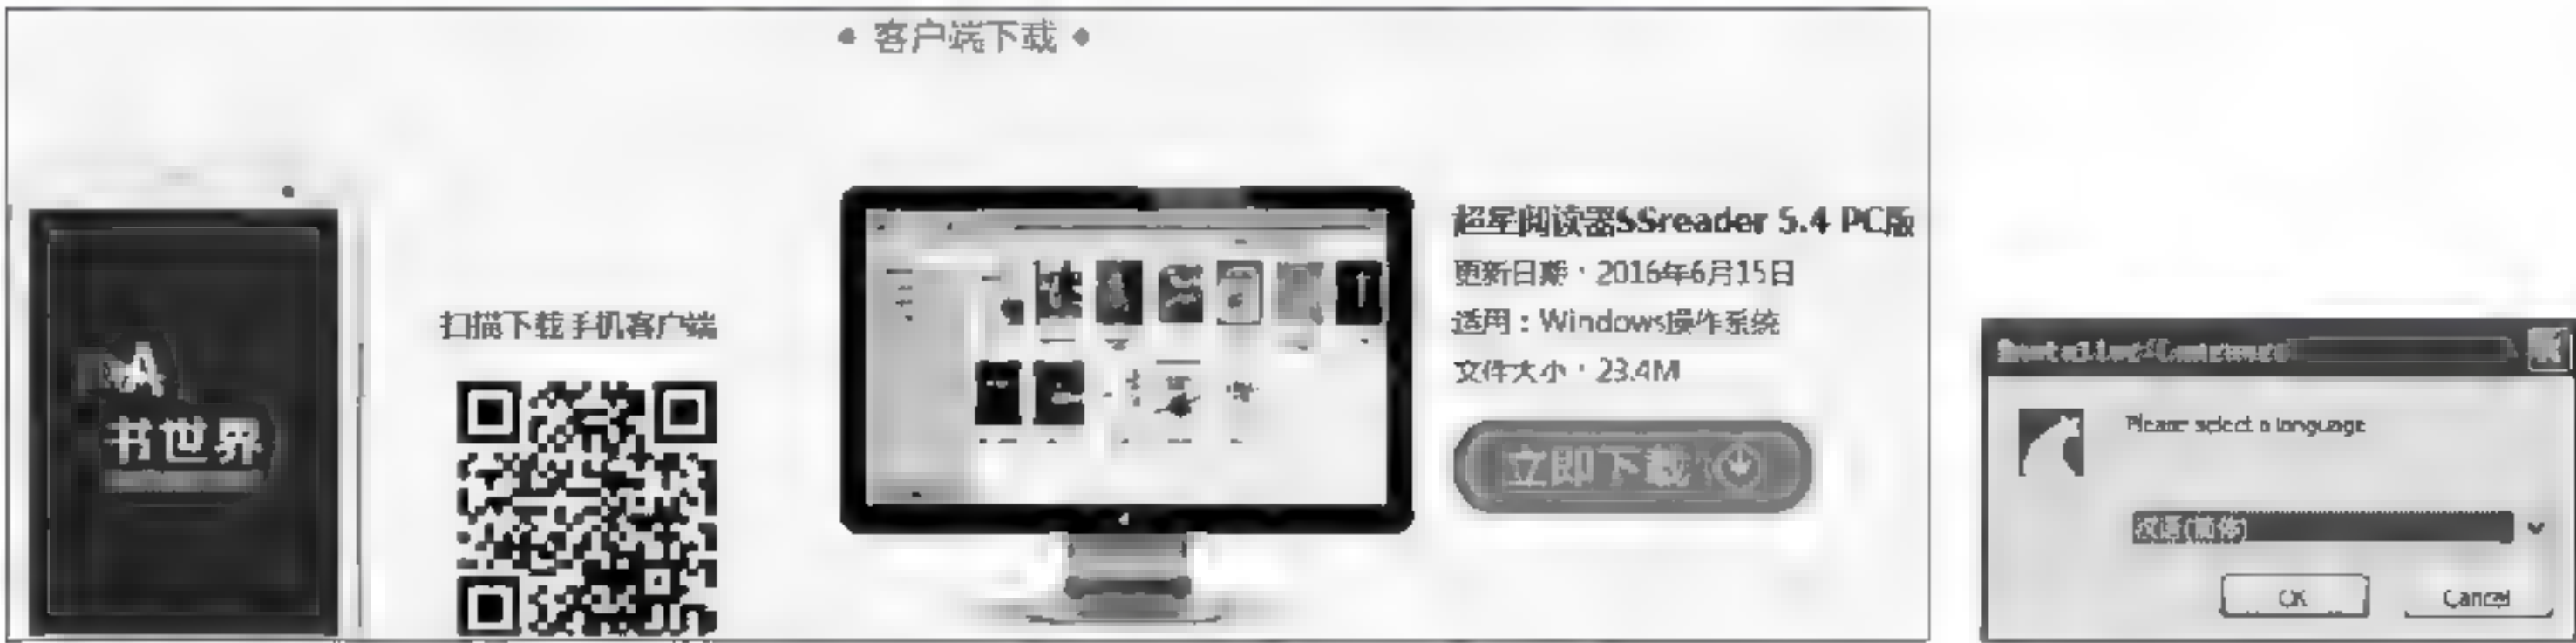 客户端下载
书世界
扫描下载手机客户端
超星阅读器SSreader 5.4 PC版
更新日期：2016年6月15日
适用：Windows操作系统
文件大小：23.4M
立即下载
Installer Language
Please select a language
汉语(简体)
OK
Cancel